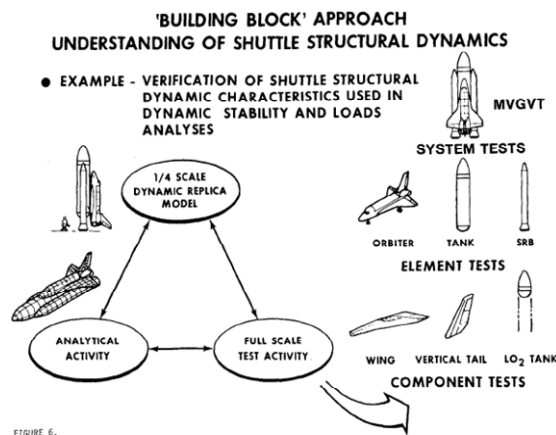 'BUILDING BLOCK' APPROACH
UNDERSTANDING OF SHUTTLE STRUCTURAL DYNAMICS
● EXAMPLE - VERIFICATION OF SHUTTLE STRUCTURAL
DYNAMIC CHARACTERISTICS USED IN
DYNAMIC STABILITY AND LOADS
ANALYSES
MVGVT
SYSTEM TESTS
1/4 SCALE
DYNAMIC REPLICA
MODEL
ORBITER TANK SRB
ELEMENT TESTS
ANALYTICAL
ACTIVITY
FULL SCALE
TEST ACTIVITY
WING VERTICAL TAIL LO2 TANK
COMPONENT TESTS
FIGURE 6.